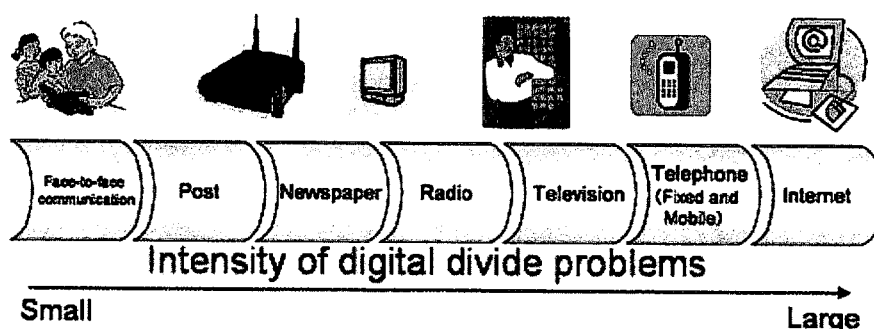 @
Face-to-face
communication
Post
Newspaper
Radio
Television
Telephone
(Fixed and
Mobile)
Internet
Intensity of digital divide problems
Small
Large